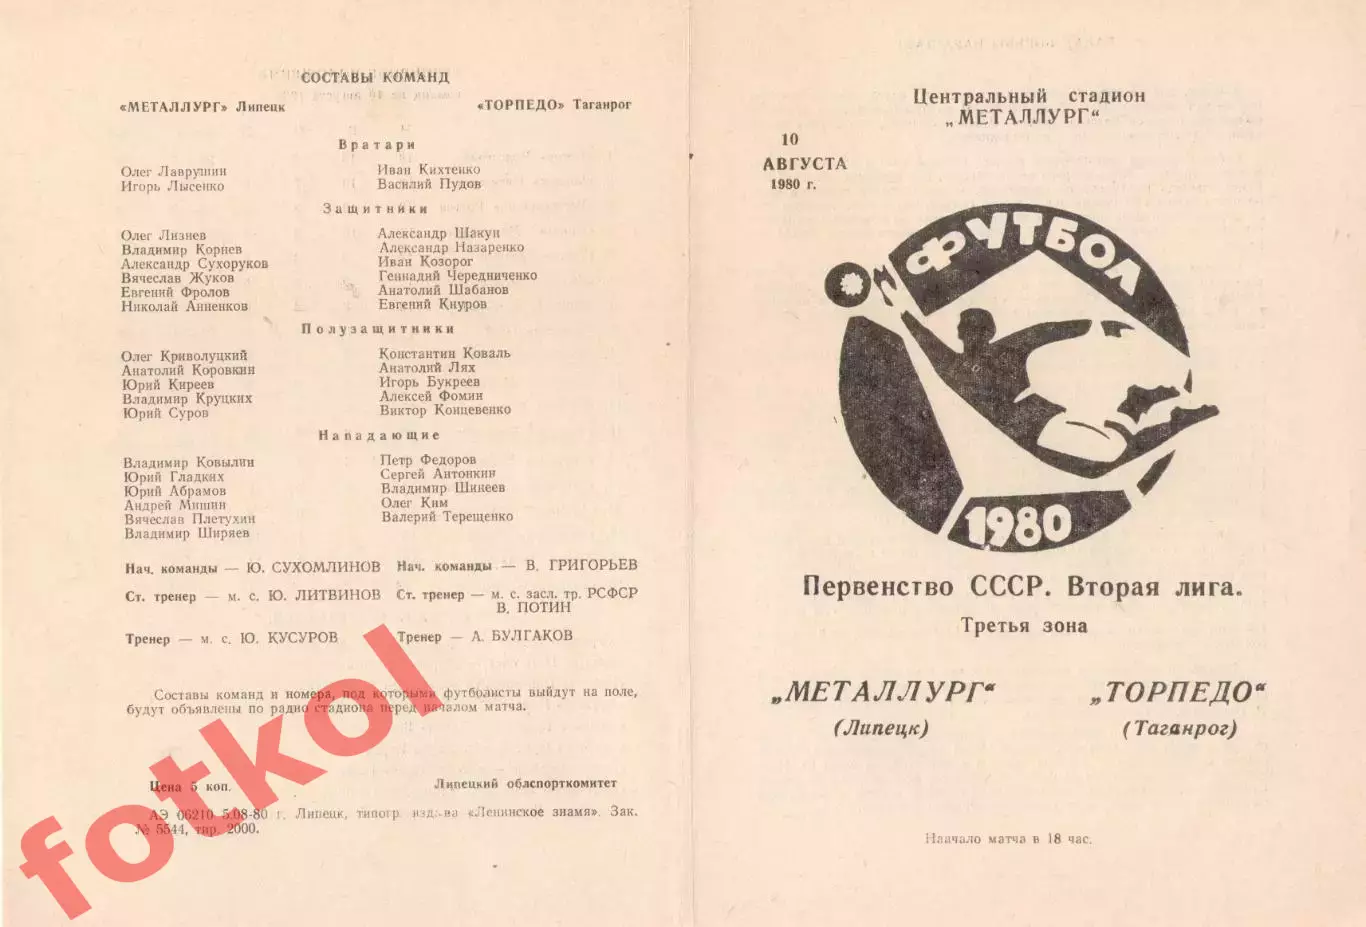 СОСТАВЫ КОМАНД
«МЕТАЛЛУРГ» Липецк
«ТОРПЕДО» Таганрог
Вратари
Олег Лаврушин
Игорь Лысенко
Иван Кихтенко
Василий Пудов
Защитники
Олег Лизнев
Владимир Корнев
Александр Сухоруков
Вячеслав Жуков
Евгений Фролов
Николай Анненков
Александр Шакун
Александр Назаренко
Иван Козорог
Геннадий Чередниченко
Анатолий Шабанов
Евгений Кнуров
Полузащитники
Олег Криволуцкий
Анатолий Коровкин
Юрий Киреев
Владимир Круцких
Юрий Суров
Константин Коваль
Анатолий Лях
Игорь Букреев
Алексей Фомин
Виктор Концевенко
Нападающие
Владимир Ковылин
Юрий Гладких
Юрий Абрамов
Андрей Мишин
Вячеслав Плетухин
Владимир Ширяев
Петр Федоров
Сергей Антонкин
Владимир Шинеев
Олег Ким
Валерий Терещенко
Нач. команды — Ю. СУХОМЛИНОВ
Ст. тренер — м. с. Ю. ЛИТВИНОВ
Тренер — м. с. Ю. КУСУРОВ
Нач. команды — В. ГРИГОРЬЕВ
Ст. тренер — м. с. засл. тр. РСФСР
В. ПОТИН
Тренер — А. БУЛГАКОВ
Составы команд и номера, под которыми футболисты выйдут на поле,
будут объявлены по радио стадиона перед началом матча.
Цена 5 коп.
Липецкий облспорткомитет
АЭ 06210 5.08-80 г. Липецк, типогр. изд-ва «Ленинское знамя». Зак.
№ 5544, тир. 2000.
fotkol
Центральный стадион
„МЕТАЛЛУРГ“
10
АВГУСТА
1980 г.
ФУТБОЛ
1980
Первенство СССР. Вторая лига.
Третья зона
„МЕТАЛЛУРГ“
(Липецк)
„ТОРПЕДО“
(Таганрог)
Наачало матча в 18 час.